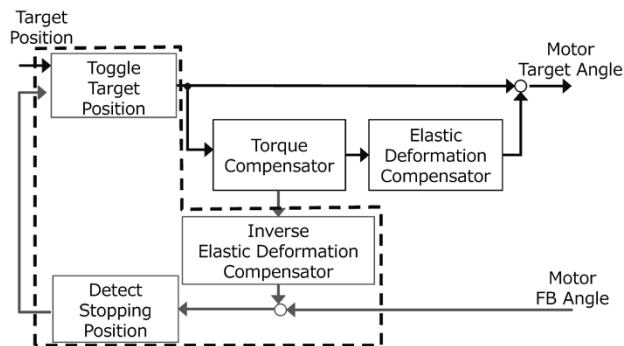 Target
Position
Toggle
Target
Position
Motor
Target Angle
Torque
Compensator
Elastic
Deformation
Compensator
Inverse
Elastic Deformation
Compensator
Detect
Stopping
Position
Motor
FB Angle